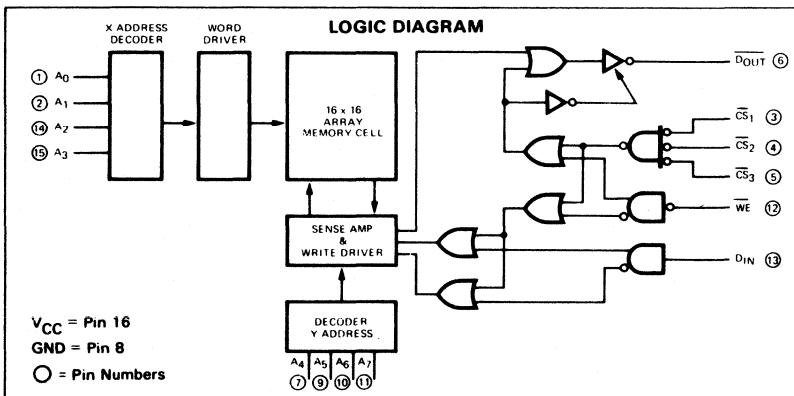 LOGIC DIAGRAM
X ADDRESS
DECODER
WORD
DRIVER
① A0
② A1
⑭ A2
⑮ A3
16 x 16
ARRAY
MEMORY CELL
SENSE AMP
&
WRITE DRIVER
DECODER
Y ADDRESS
A4 A5 A6 A7
⑦ ⑨ ⑩ ⑪
DOUT ⑥
CS1 ③
CS2 ④
CS3 ⑤
WE ⑫
DIN ⑬
VCC = Pin 16
GND = Pin 8
○ = Pin Numbers